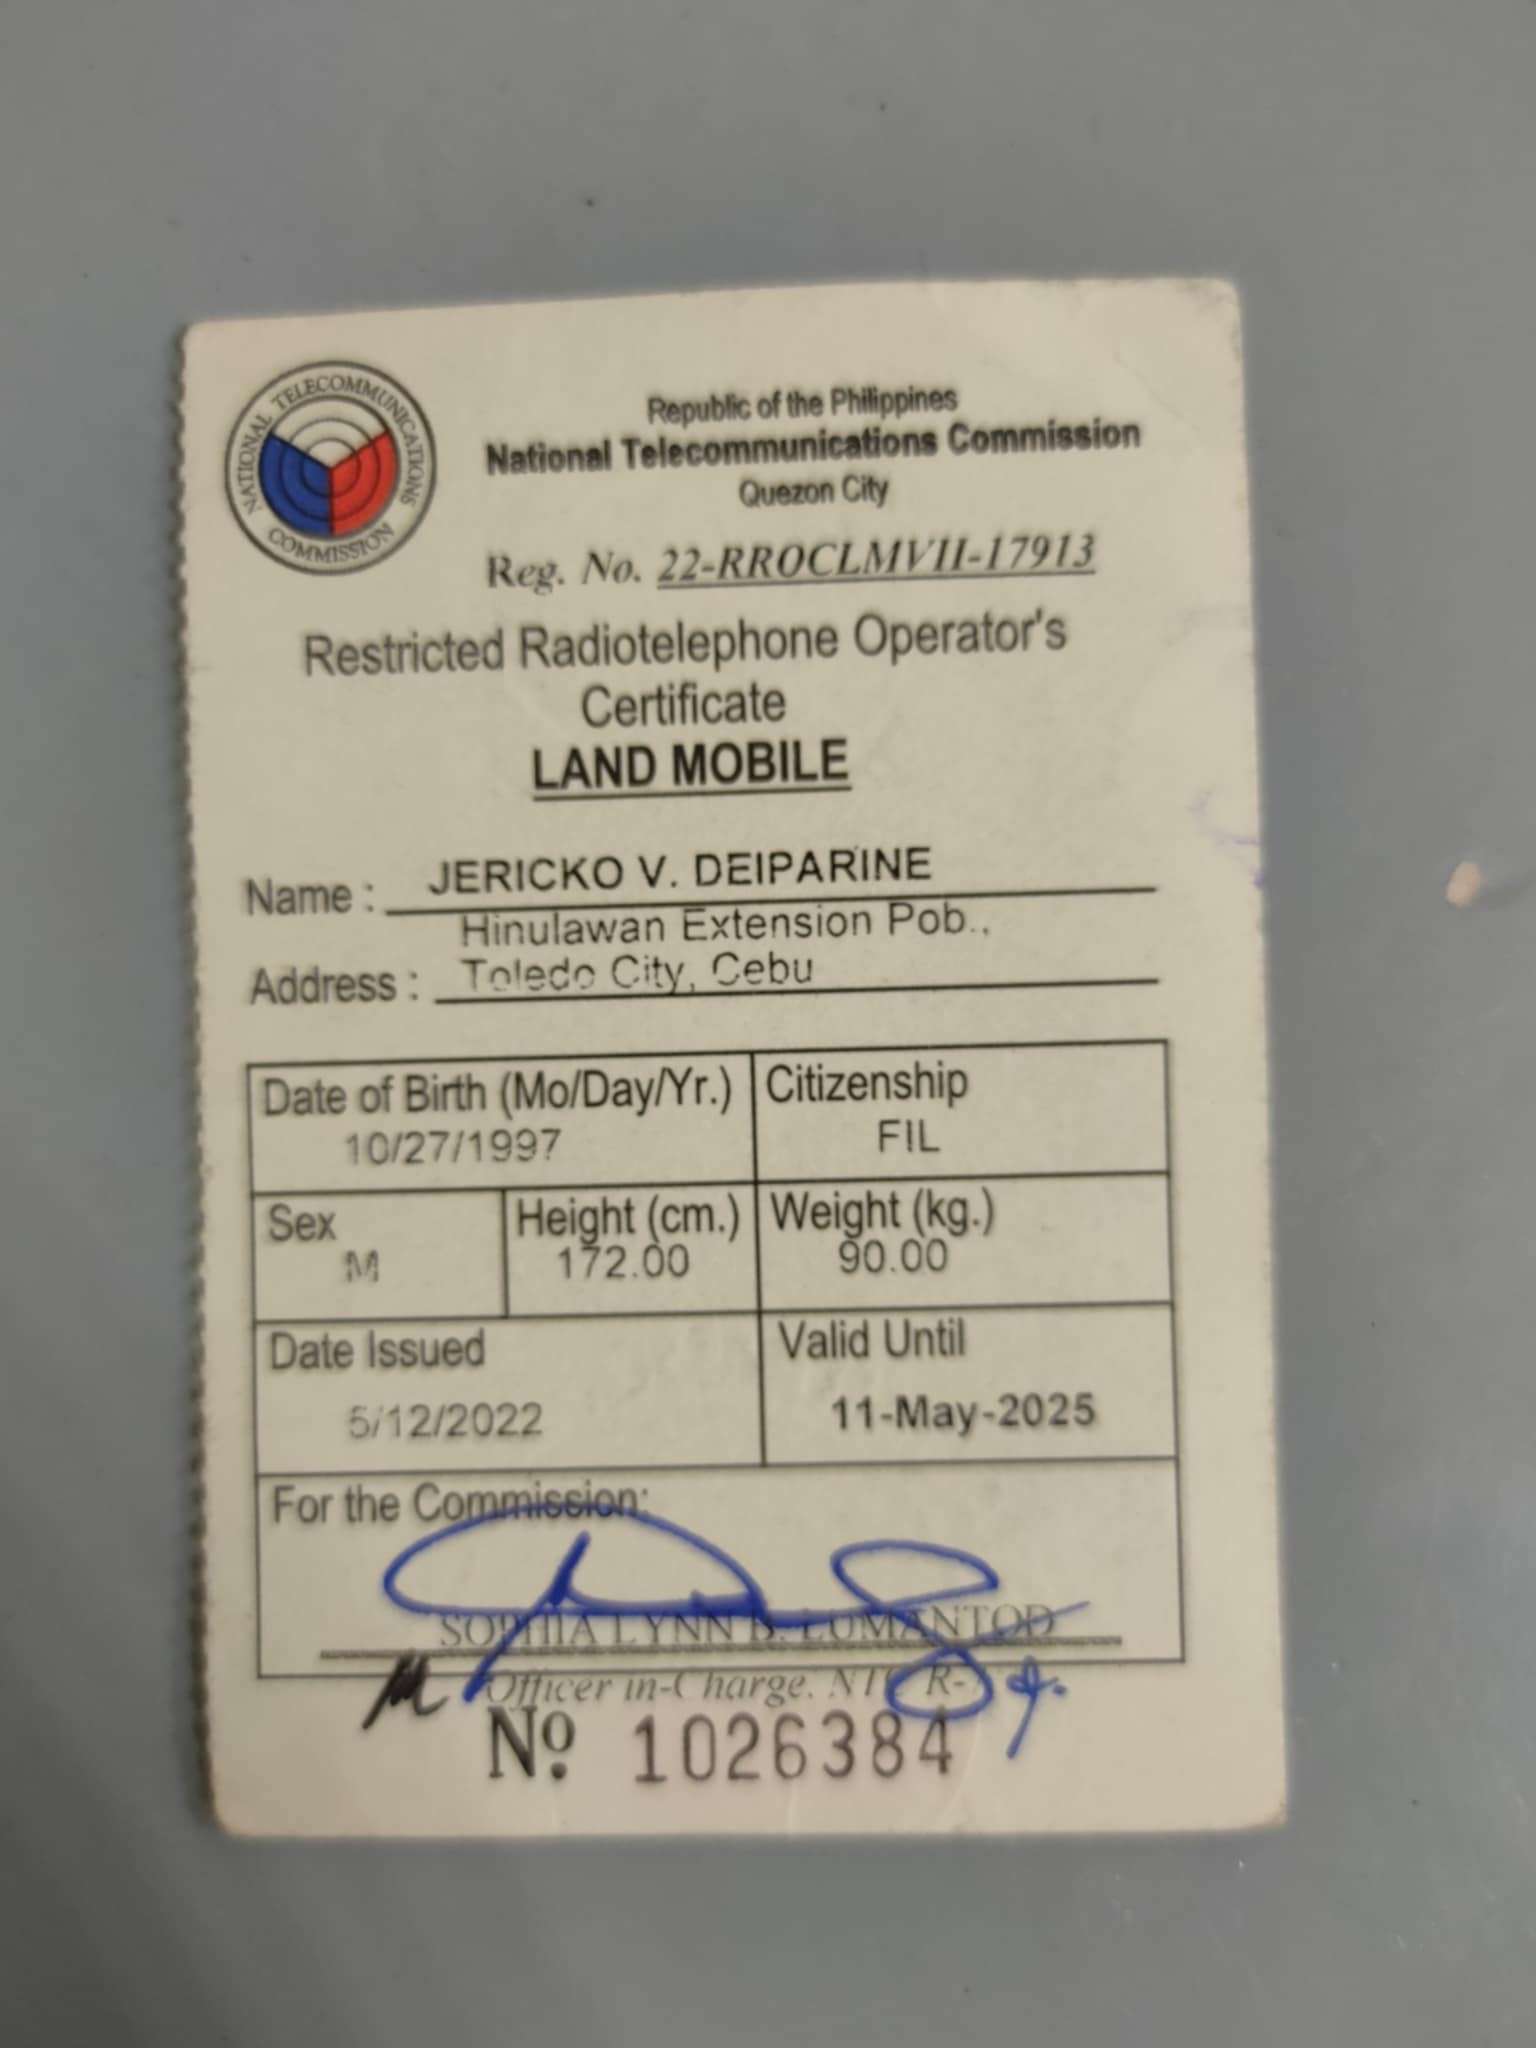 NATIONAL TELECOMMUNICATIONS COMMISSION
Republic of the Philippines
National Telecommunications Commission
Quezon City
Reg. No. 22-RROCLMVII-17913
Restricted Radiotelephone Operator's
Certificate
LAND MOBILE
Name : JERICKO V. DEIPARINE
Hinulawan Extension Pob.,
Address : Toledo City, Cebu
Date of Birth (Mo/Day/Yr.) Citizenship
10/27/1997 FIL
Sex Height (cm.) Weight (kg.)
M 172.00 90.00
Date Issued Valid Until
5/12/2022 11-May-2025
For the Commission:
SOPHIA LYNN B. LUMANTOD
Officer in-Charge, NTC R-
Nº 1026384